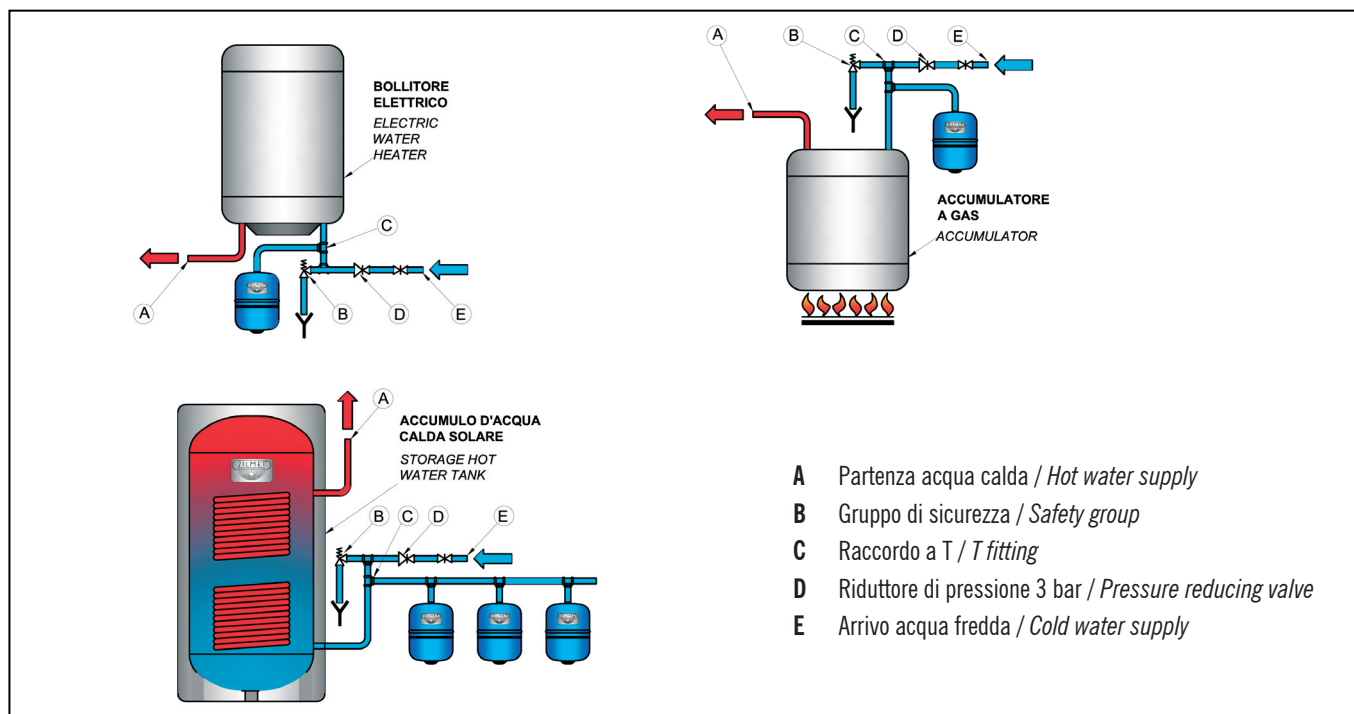 BOLLITORE
ELETTRICO
ELECTRIC
WATER
HEATER
C
A
B
D
E
A
B
C
D
E
ACCUMULATORE
A GAS
ACCUMULATOR
A
ACCUMULO D'ACQUA
CALDA SOLARE
STORAGE HOT
WATER TANK
ZILMET
B
C
D
E
A Partenza acqua calda / Hot water supply
B Gruppo di sicurezza / Safety group
C Raccordo a T / T fitting
D Riduttore di pressione 3 bar / Pressure reducing valve
E Arrivo acqua fredda / Cold water supply